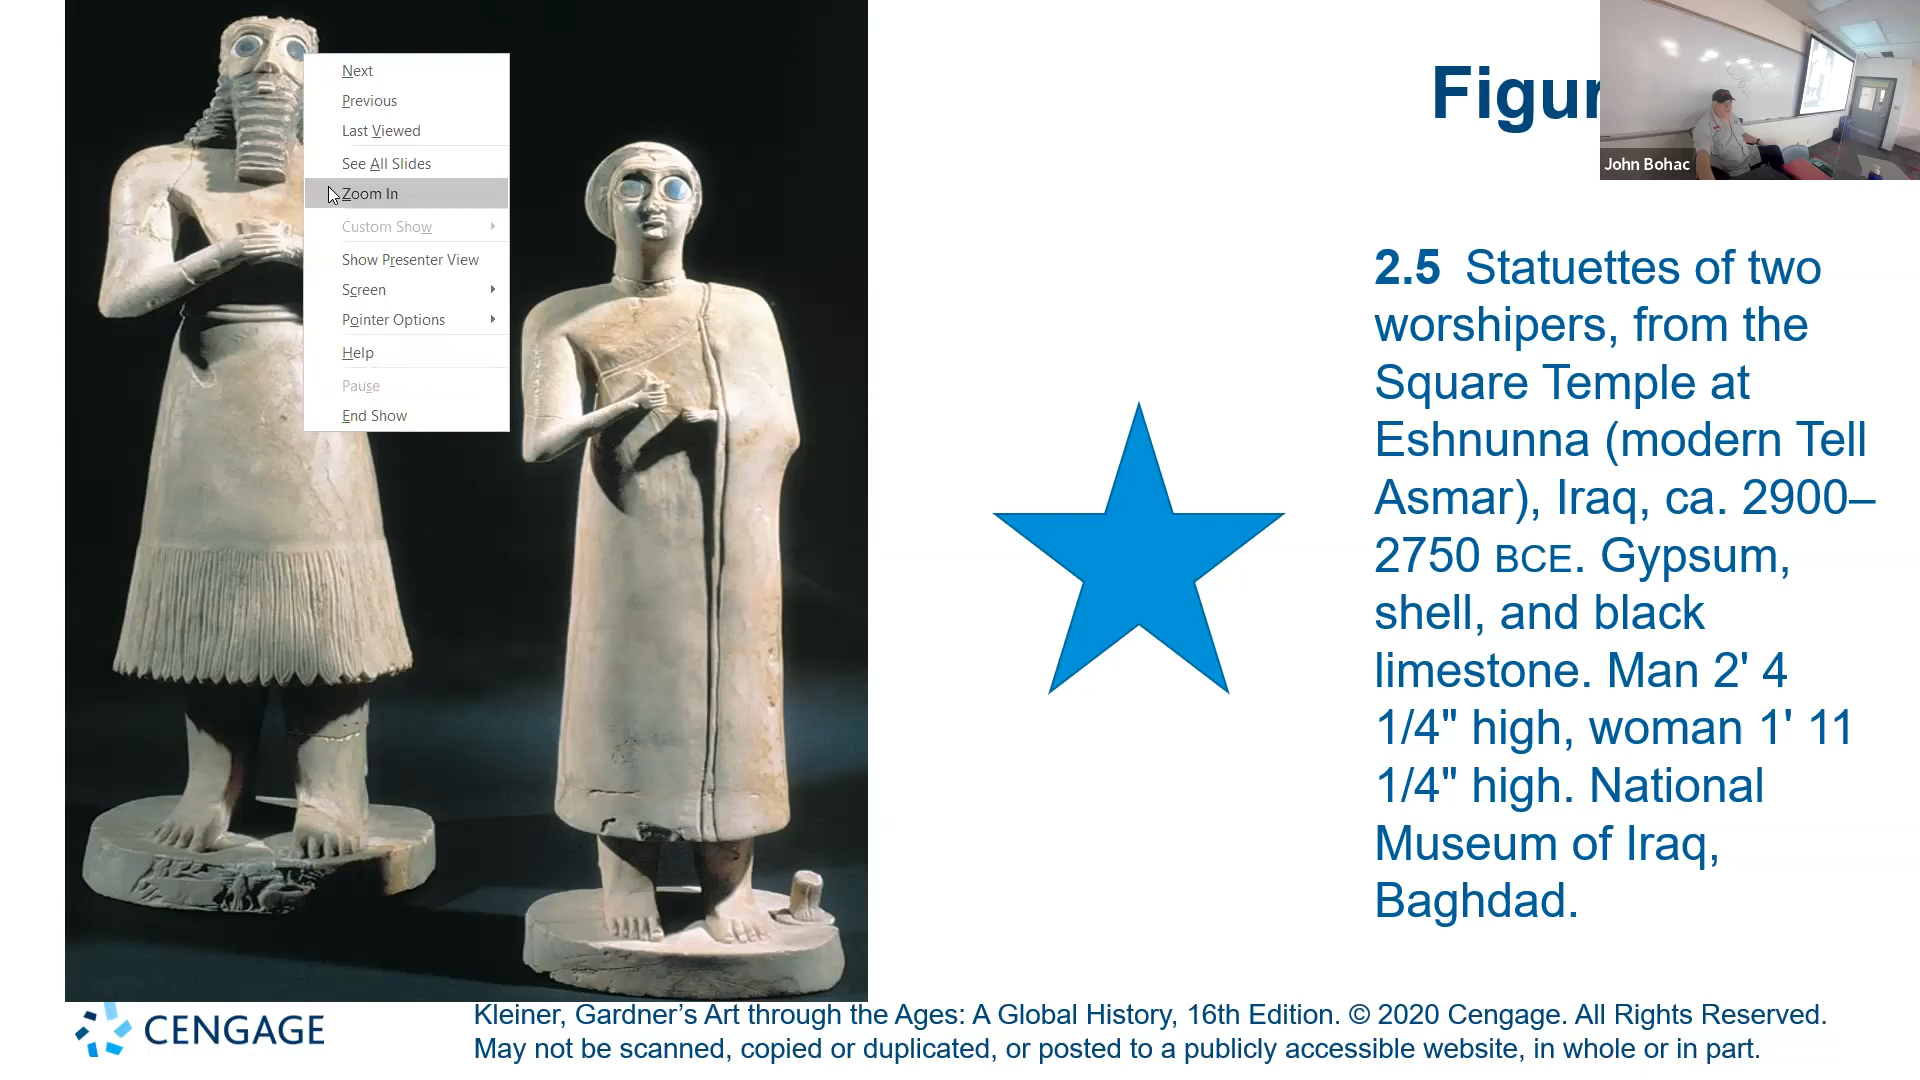 Next
Previous
Last Viewed
See All Slides
Zoom In
Custom Show
Show Presenter View
Screen
Pointer Options
Help
Pause
End Show
Figur
John Bohac
2.5 Statuettes of two
worshipers, from the
Square Temple at
Eshnunna (modern Tell
Asmar), Iraq, ca. 2900–
2750 BCE. Gypsum,
shell, and black
limestone. Man 2' 4
1/4" high, woman 1' 11
1/4" high. National
Museum of Iraq,
Baghdad.
CENGAGE
Kleiner, Gardner’s Art through the Ages: A Global History, 16th Edition. © 2020 Cengage. All Rights Reserved.
May not be scanned, copied or duplicated, or posted to a publicly accessible website, in whole or in part.